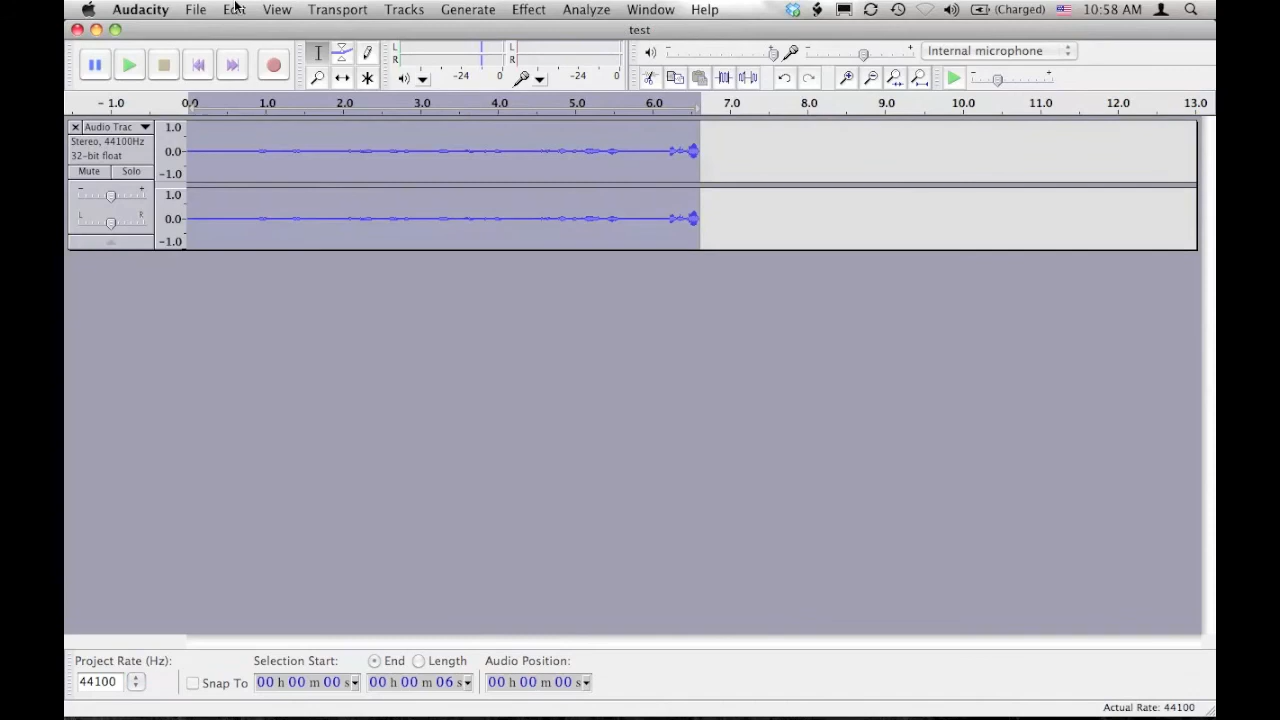 Audacity File Edit View Transport Tracks Generate Effect Analyze Window Help (Charged) 10:58 AM
test
L R -24 0 L R -24 0 Internal microphone
- 1.0 0.0 1.0 2.0 3.0 4.0 5.0 6.0 7.0 8.0 9.0 10.0 11.0 12.0 13.0
Audio Trac 1.0
Stereo, 44100Hz
32-bit float 0.0
Mute Solo -1.0
- + 1.0
L R 0.0
-1.0
Project Rate (Hz): Selection Start: End Length Audio Position:
44100 Snap To 00 h 00 m 00 s 00 h 00 m 06 s 00 h 00 m 00 s
Actual Rate: 44100